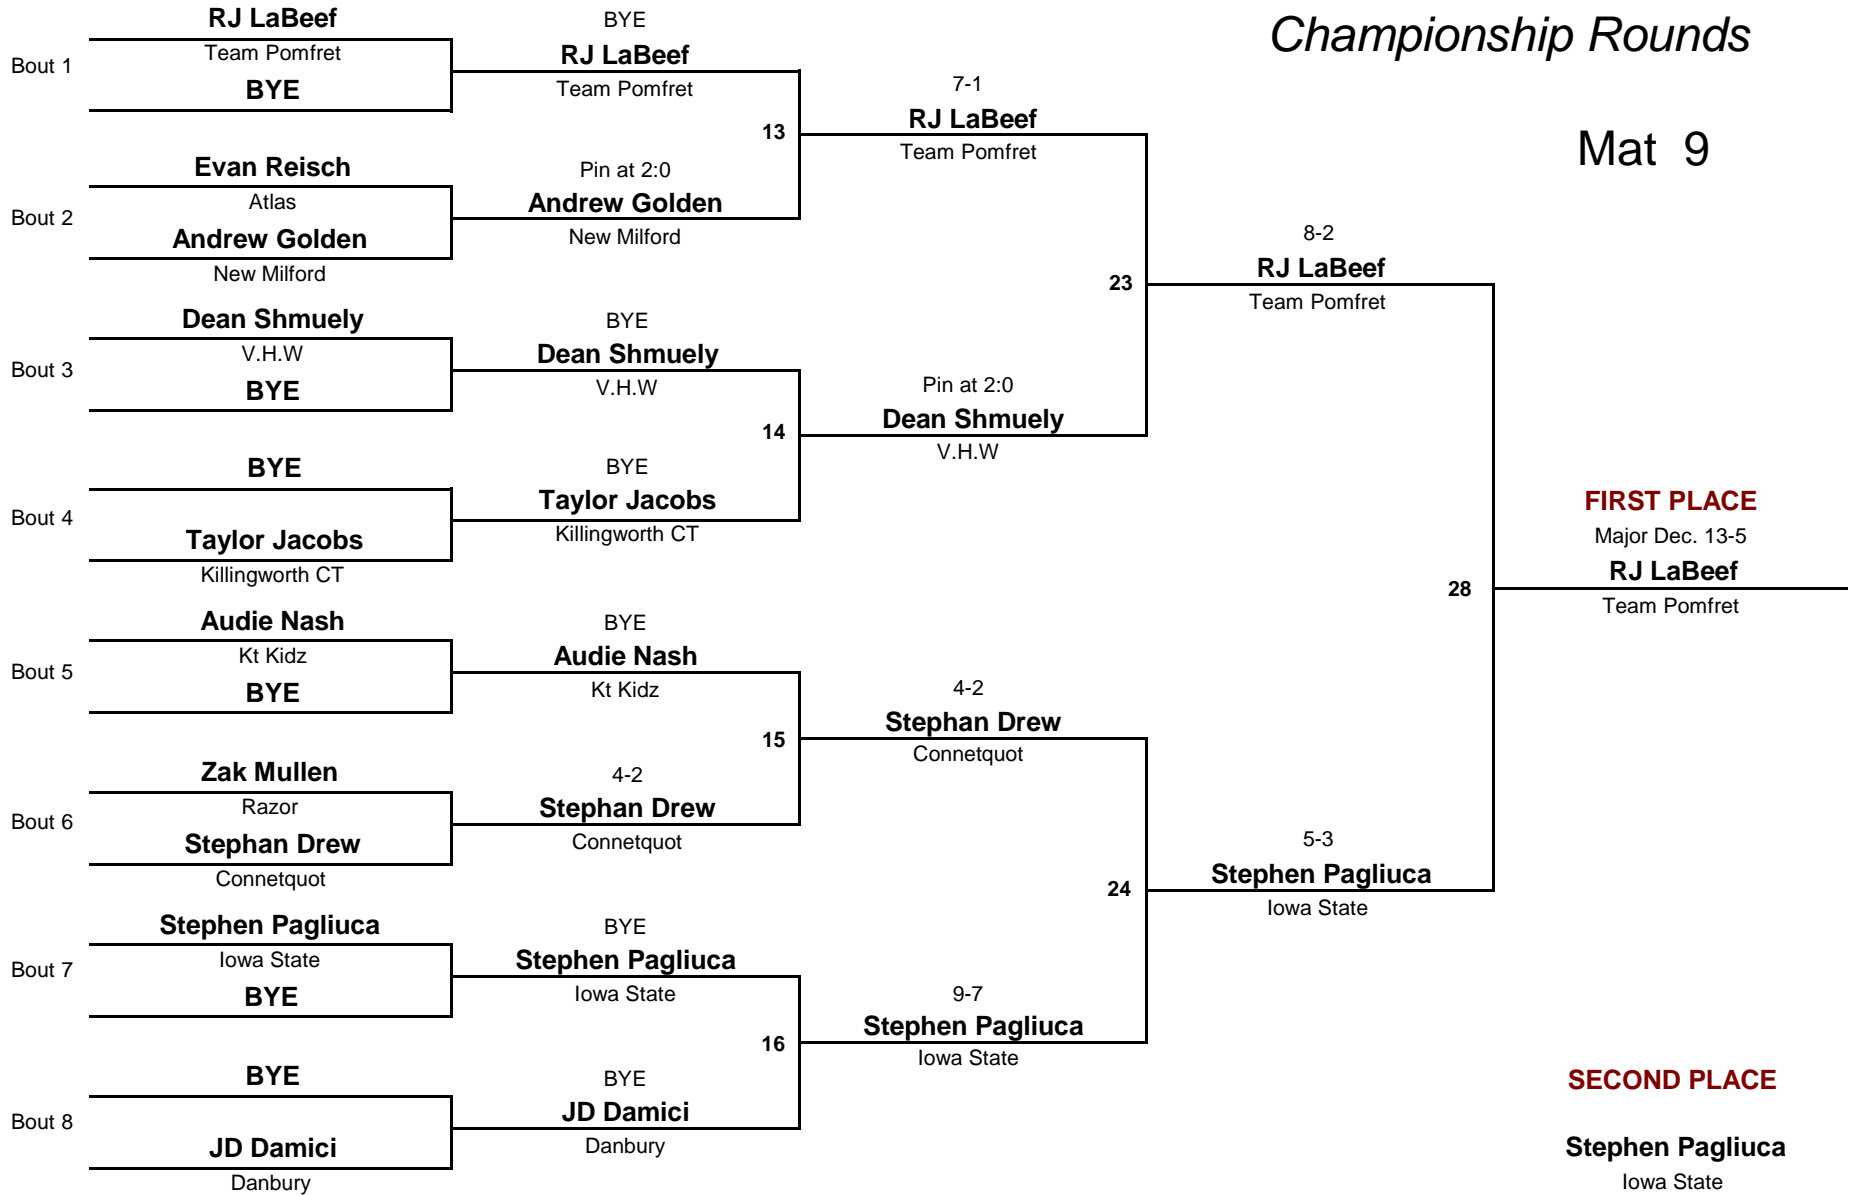 Championship Rounds
Mat 9
RJ LaBeef
Team Pomfret
Bout 1
BYE
Evan Reisch
Atlas
Bout 2
Andrew Golden
New Milford
Dean Shmuely
V.H.W
Bout 3
BYE
BYE
Bout 4
Taylor Jacobs
Killingworth CT
Audie Nash
Kt Kidz
Bout 5
BYE
Zak Mullen
Razor
Bout 6
Stephan Drew
Connetquot
Stephen Pagliuca
Iowa State
Bout 7
BYE
BYE
Bout 8
JD Damici
Danbury
BYE
RJ LaBeef
Team Pomfret
13
Pin at 2:0
Andrew Golden
New Milford
BYE
Dean Shmuely
V.H.W
14
BYE
Taylor Jacobs
Killingworth CT
BYE
Audie Nash
Kt Kidz
15
4-2
Stephan Drew
Connetquot
BYE
Stephen Pagliuca
Iowa State
16
BYE
JD Damici
Danbury
7-1
RJ LaBeef
Team Pomfret
23
Pin at 2:0
Dean Shmuely
V.H.W
4-2
Stephan Drew
Connetquot
24
9-7
Stephen Pagliuca
Iowa State
8-2
RJ LaBeef
Team Pomfret
28
5-3
Stephen Pagliuca
Iowa State
FIRST PLACE
Major Dec. 13-5
RJ LaBeef
Team Pomfret
SECOND PLACE
Stephen Pagliuca
Iowa State